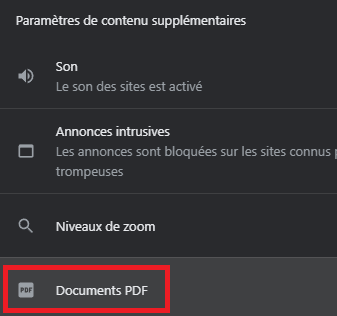 Paramètres de contenu supplémentaires
Son
Le son des sites est activé
Annonces intrusives
Les annonces sont bloquées sur les sites connus p
trompeuses
Niveaux de zoom
PDF Documents PDF